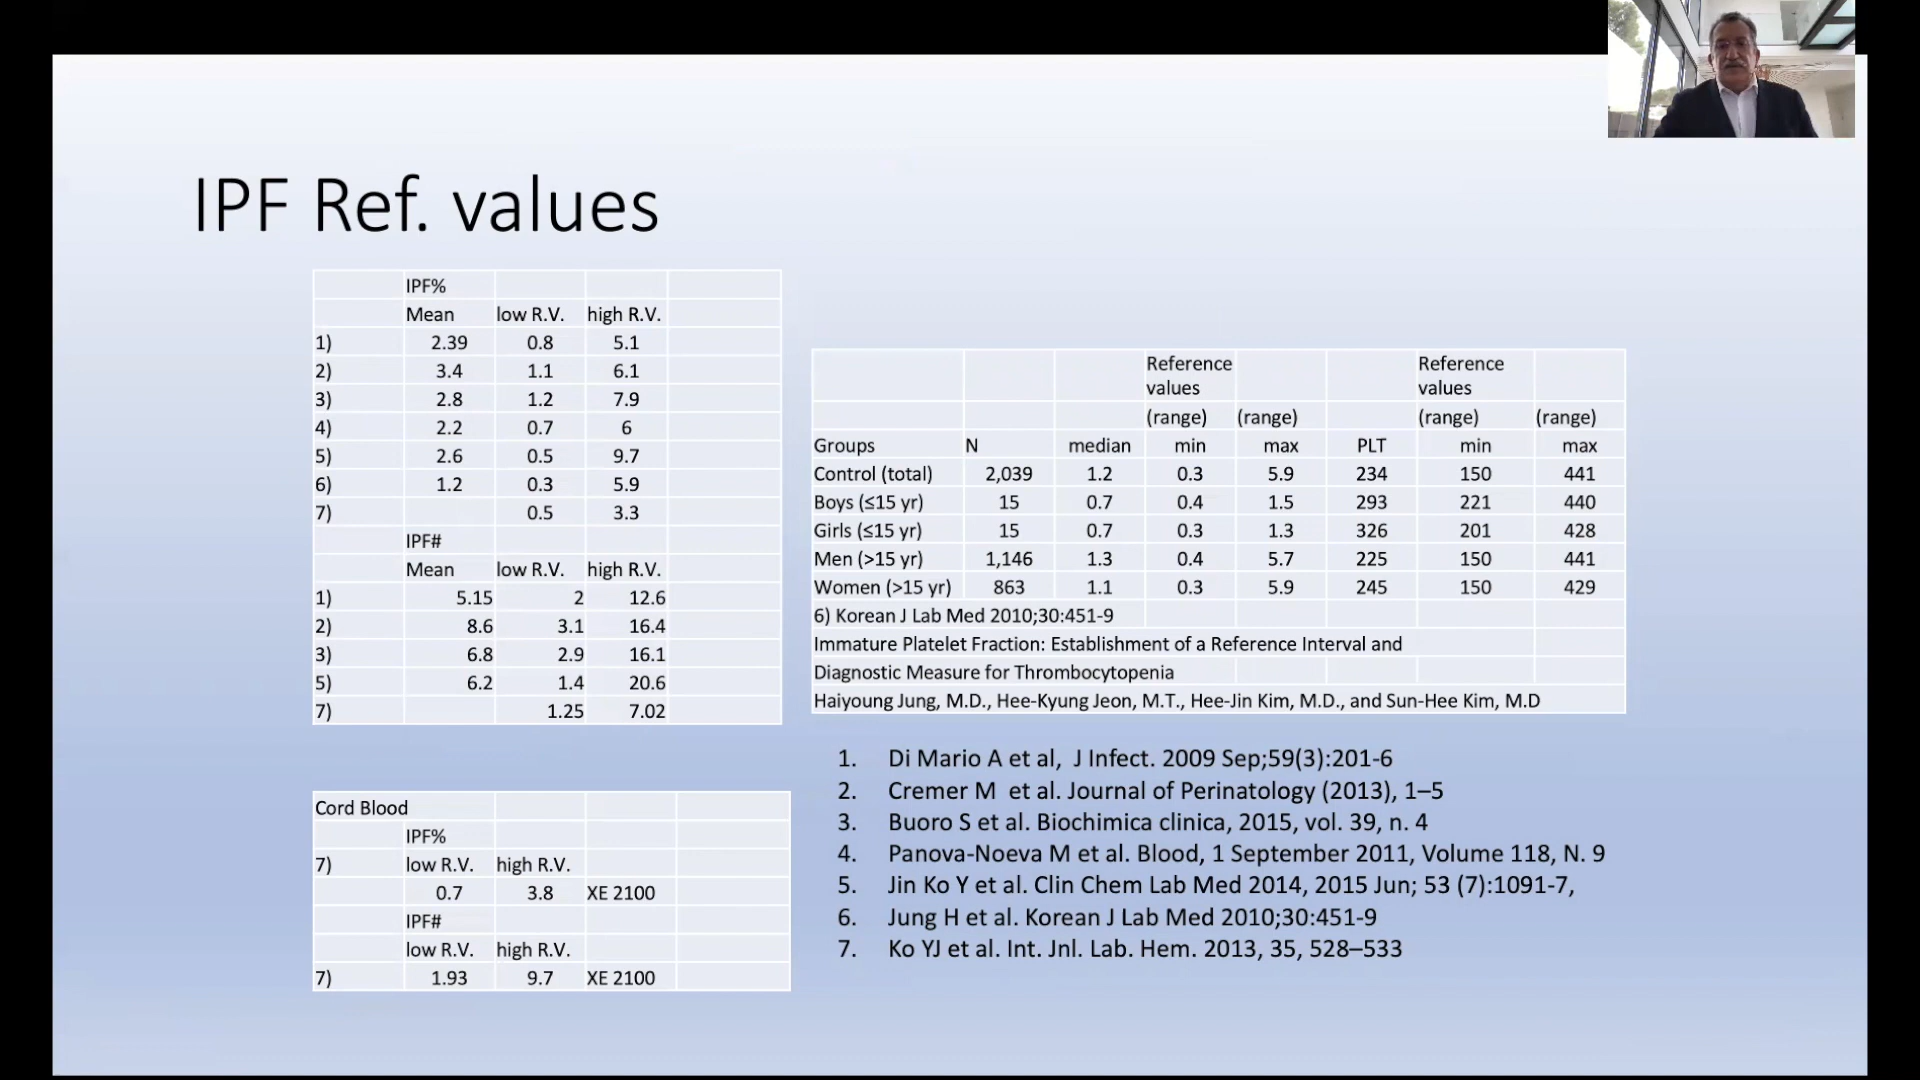 IPF Ref. values
IPF%
Mean low R.V. high R.V.
1) 2.39 0.8 5.1
2) 3.4 1.1 6.1
3) 2.8 1.2 7.9
4) 2.2 0.7 6
5) 2.6 0.5 9.7
6) 1.2 0.3 5.9
7) 0.5 3.3
IPF#
Mean low R.V. high R.V.
1) 5.15 2 12.6
2) 8.6 3.1 16.4
3) 6.8 2.9 16.1
5) 6.2 1.4 20.6
7) 1.25 7.02
Cord Blood
IPF%
7) low R.V. high R.V.
0.7 3.8 XE 2100
IPF#
low R.V. high R.V.
7) 1.93 9.7 XE 2100
Reference Reference
values values
(range) (range) (range) (range)
Groups N median min max PLT min max
Control (total) 2,039 1.2 0.3 5.9 234 150 441
Boys (≤15 yr) 15 0.7 0.4 1.5 293 221 440
Girls (≤15 yr) 15 0.7 0.3 1.3 326 201 428
Men (>15 yr) 1,146 1.3 0.4 5.7 225 150 441
Women (>15 yr) 863 1.1 0.3 5.9 245 150 429
6) Korean J Lab Med 2010;30:451-9
Immature Platelet Fraction: Establishment of a Reference Interval and
Diagnostic Measure for Thrombocytopenia
Haiyoung Jung, M.D., Hee-Kyung Jeon, M.T., Hee-Jin Kim, M.D., and Sun-Hee Kim, M.D
1. Di Mario A et al, J Infect. 2009 Sep;59(3):201-6
2. Cremer M et al. Journal of Perinatology (2013), 1–5
3. Buoro S et al. Biochimica clinica, 2015, vol. 39, n. 4
4. Panova-Noeva M et al. Blood, 1 September 2011, Volume 118, N. 9
5. Jin Ko Y et al. Clin Chem Lab Med 2014, 2015 Jun; 53 (7):1091-7,
6. Jung H et al. Korean J Lab Med 2010;30:451-9
7. Ko YJ et al. Int. Jnl. Lab. Hem. 2013, 35, 528–533